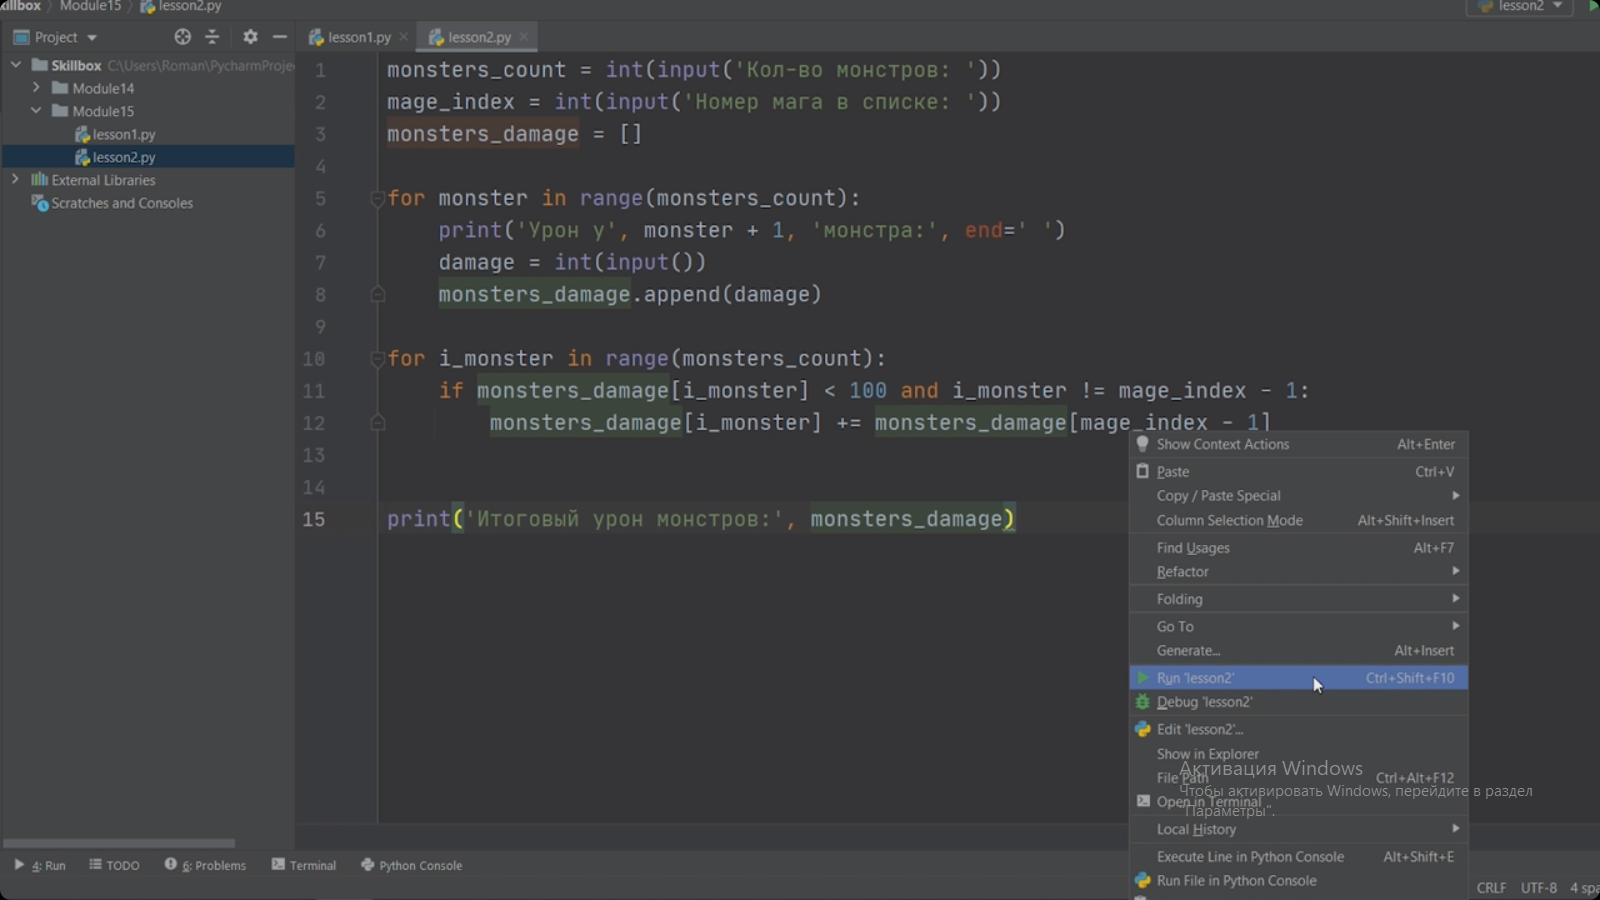 Skillbox Module15 lesson2.py lesson2
Project lesson1.py lesson2.py
Skillbox C:\Users\Roman\PycharmProje
Module14
Module15
lesson1.py
lesson2.py
External Libraries
Scratches and Consoles
1 monsters_count = int(input('Кол-во монстров: '))
2 mage_index = int(input('Номер мага в списке: '))
3 monsters_damage = []
4
5 for monster in range(monsters_count):
6 print('Урон у', monster + 1, 'монстра:', end=' ')
7 damage = int(input())
8 monsters_damage.append(damage)
9
10 for i_monster in range(monsters_count):
11 if monsters_damage[i_monster] < 100 and i_monster != mage_index - 1:
12 monsters_damage[i_monster] += monsters_damage[mage_index - 1]
13
14
15 print('Итоговый урон монстров:', monsters_damage)
Show Context Actions Alt+Enter
Paste Ctrl+V
Copy / Paste Special
Column Selection Mode Alt+Shift+Insert
Find Usages Alt+F7
Refactor
Folding
Go To
Generate... Alt+Insert
Run 'lesson2' Ctrl+Shift+F10
Debug 'lesson2'
Edit 'lesson2'...
Show in Explorer
File Path Ctrl+Alt+F12
Open in Terminal
Local History
Execute Line in Python Console Alt+Shift+E
Run File in Python Console
Активация Windows
Чтобы активировать Windows, перейдите в раздел
"Параметры".
4: Run TODO 6: Problems Terminal Python Console
CRLF UTF-8 4 spa